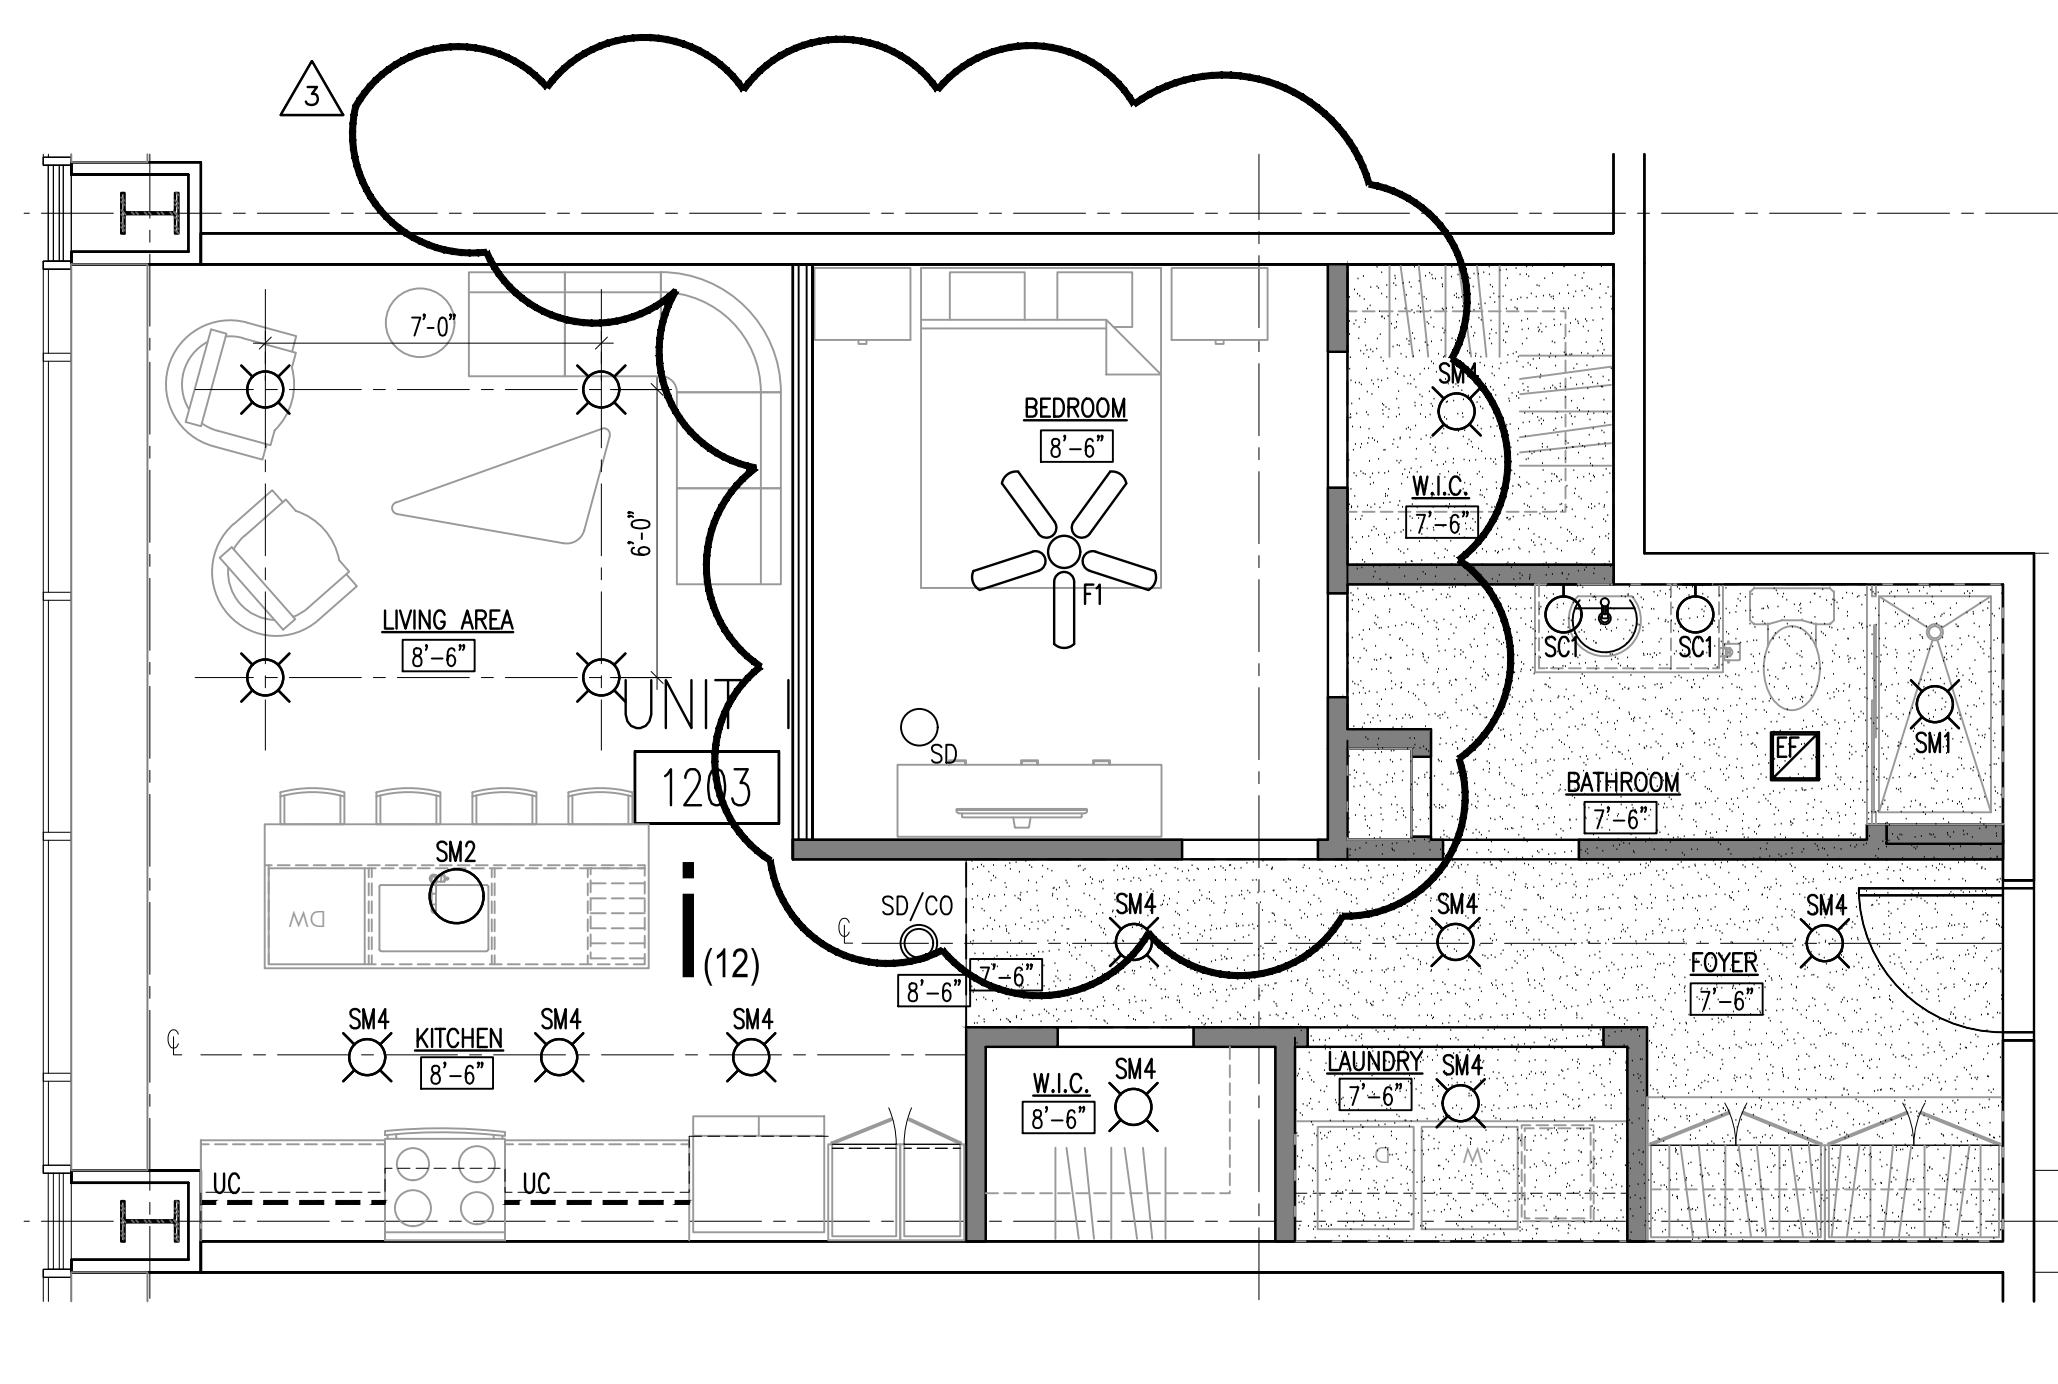 3
7'-0"
SM4
BEDROOM
8'-6"
W.I.C.
7'-6"
6'-0"
F1
LIVING AREA
8'-6"
SC1
SC1
UNIT I
SD
EF
SM1
1203
BATHROOM
7'-6"
SM2
DW
SD/CO
SM4
SM4
SM4
i
(12)
℄
7'-6"
8'-6"
FOYER
7'-6"
SM4
SM4
SM4
℄
KITCHEN
8'-6"
W.I.C.
8'-6"
SM4
LAUNDRY
7'-6"
SM4
D
W
UC
UC